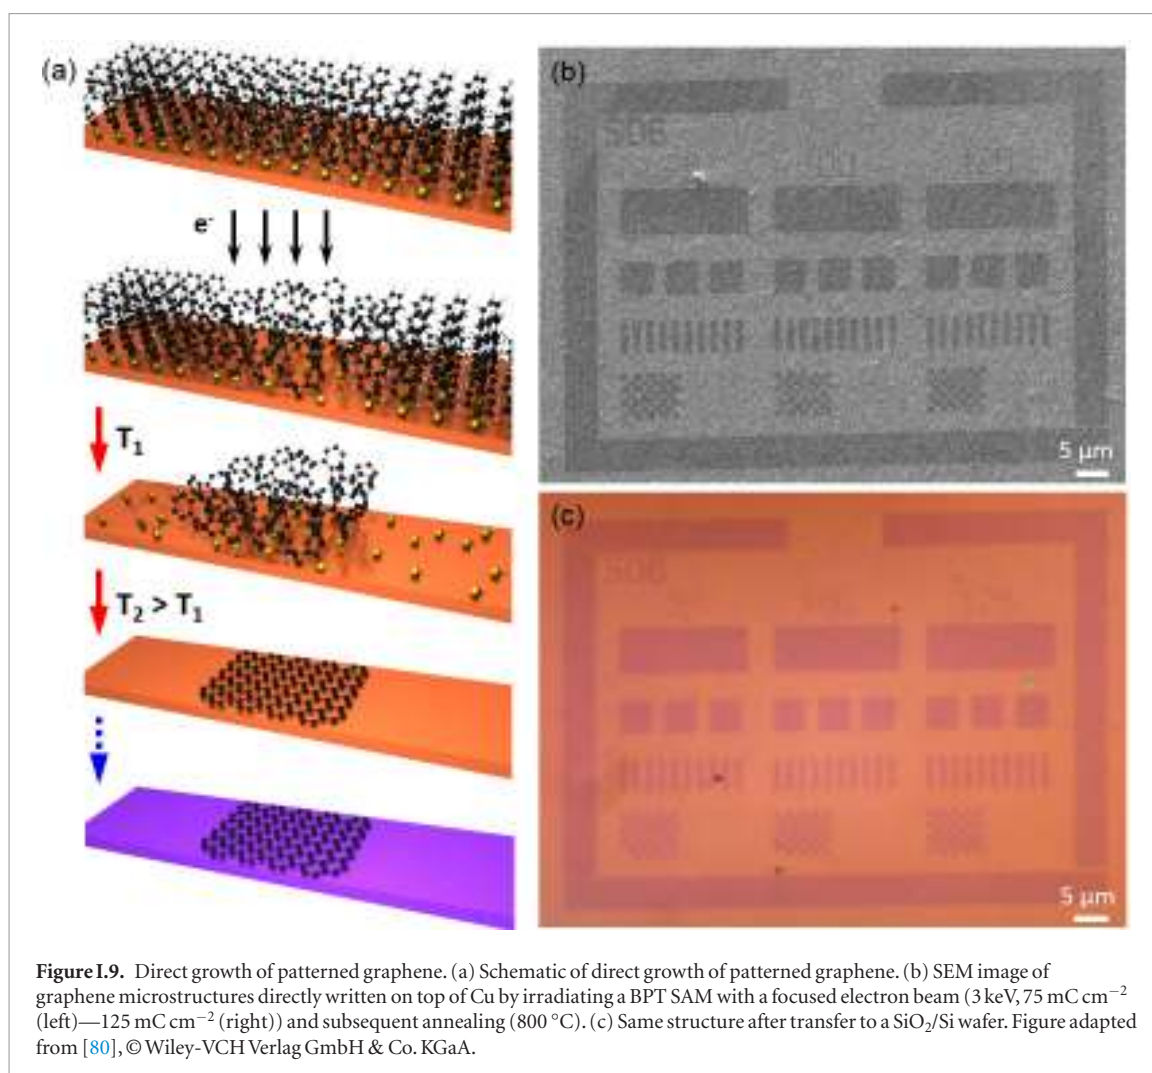 (a)
e-
T1
T2 > T1
(b)
506
5 μm
(c)
506
5 μm
Figure I.9. Direct growth of patterned graphene. (a) Schematic of direct growth of patterned graphene. (b) SEM image of
graphene microstructures directly written on top of Cu by irradiating a BPT SAM with a focused electron beam (3 keV, 75 mC cm−2
(left)—125 mC cm−2 (right)) and subsequent annealing (800 °C). (c) Same structure after transfer to a SiO2/Si wafer. Figure adapted
from [80], © Wiley-VCH Verlag GmbH & Co. KGaA.